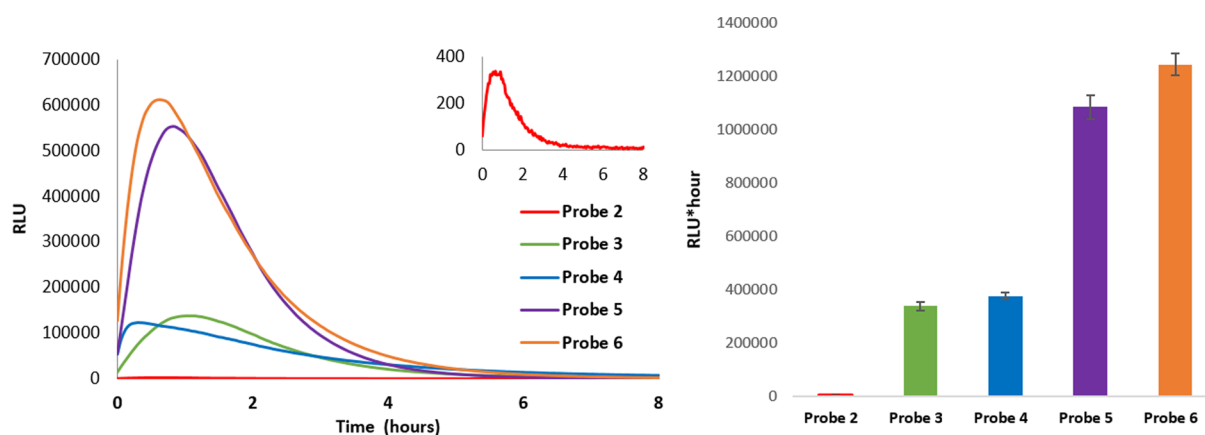 700000
600000
500000
400000
300000
200000
100000
0
RLU
0 2 4 6 8
Time (hours)
400
200
0
0 2 4 6 8
Probe 2
Probe 3
Probe 4
Probe 5
Probe 6
1400000
1200000
1000000
800000
600000
400000
200000
0
RLU*hour
Probe 2 Probe 3 Probe 4 Probe 5 Probe 6